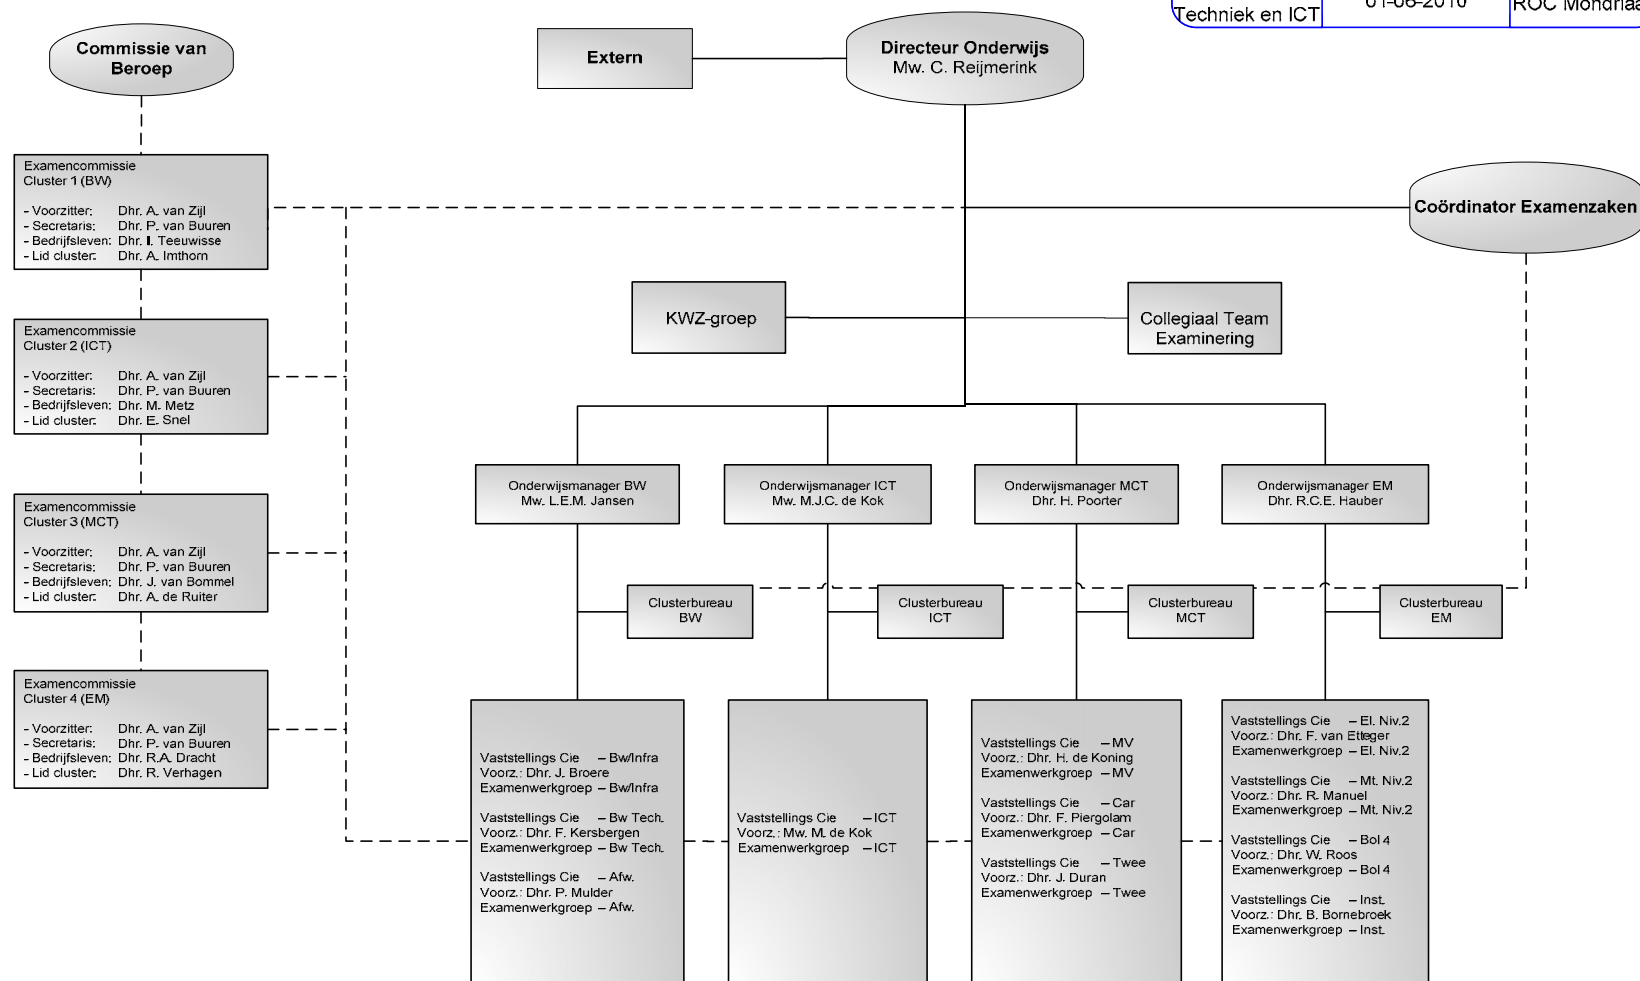 Techniek en ICT
01-06-2010
ROC Mondriaa
Commissie van
Beroep
Extern
Directeur Onderwijs
Mw. C. Reijmerink
Examencommissie
Cluster 1 (BW)
- Voorzitter: Dhr. A. van Zijl
- Secretaris: Dhr. P. van Buuren
- Bedrijfsleven: Dhr. I. Teeuwisse
- Lid cluster: Dhr. A. Imthorn
Coördinator Examenzaken
KWZ-groep
Collegiaal Team
Examinering
Examencommissie
Cluster 2 (ICT)
- Voorzitter: Dhr. A. van Zijl
- Secretaris: Dhr. P. van Buuren
- Bedrijfsleven: Dhr. M. Metz
- Lid cluster: Dhr. E. Snel
Onderwijsmanager BW
Mw. L.E.M. Jansen
Onderwijsmanager ICT
Mw. M.J.C. de Kok
Onderwijsmanager MCT
Dhr. H. Poorter
Onderwijsmanager EM
Dhr. R.C.E. Hauber
Examencommissie
Cluster 3 (MCT)
- Voorzitter: Dhr. A. van Zijl
- Secretaris: Dhr. P. van Buuren
- Bedrijfsleven: Dhr. J. van Bommel
- Lid cluster: Dhr. A. de Ruiter
Clusterbureau
BW
Clusterbureau
ICT
Clusterbureau
MCT
Clusterbureau
EM
Examencommissie
Cluster 4 (EM)
- Voorzitter: Dhr. A. van Zijl
- Secretaris: Dhr. P. van Buuren
- Bedrijfsleven: Dhr. R.A. Dracht
- Lid cluster: Dhr. R. Verhagen
Vaststellings Cie – Bw/Infra
Voorz.: Dhr. J. Broere
Examenwerkgroep – Bw/Infra
Vaststellings Cie – Bw Tech.
Voorz.: Dhr. F. Kersbergen
Examenwerkgroep – Bw Tech.
Vaststellings Cie – Afw.
Voorz.: Dhr. P. Mulder
Examenwerkgroep – Afw.
Vaststellings Cie – ICT
Voorz.: Mw. M. de Kok
Examenwerkgroep – ICT
Vaststellings Cie – MV
Voorz.: Dhr. H. de Koning
Examenwerkgroep – MV
Vaststellings Cie – Car
Voorz.: Dhr. F. Piergolam
Examenwerkgroep – Car
Vaststellings Cie – Twee
Voorz.: Dhr. J. Duran
Examenwerkgroep – Twee
Vaststellings Cie – El. Niv.2
Voorz.: Dhr. F. van Etteger
Examenwerkgroep – El. Niv.2
Vaststellings Cie – Mt. Niv.2
Voorz.: Dhr. R. Manuel
Examenwerkgroep – Mt. Niv.2
Vaststellings Cie – Bol 4
Voorz.: Dhr. W. Roos
Examenwerkgroep – Bol 4
Vaststellings Cie – Inst.
Voorz.: Dhr. B. Bornebroek
Examenwerkgroep – Inst.